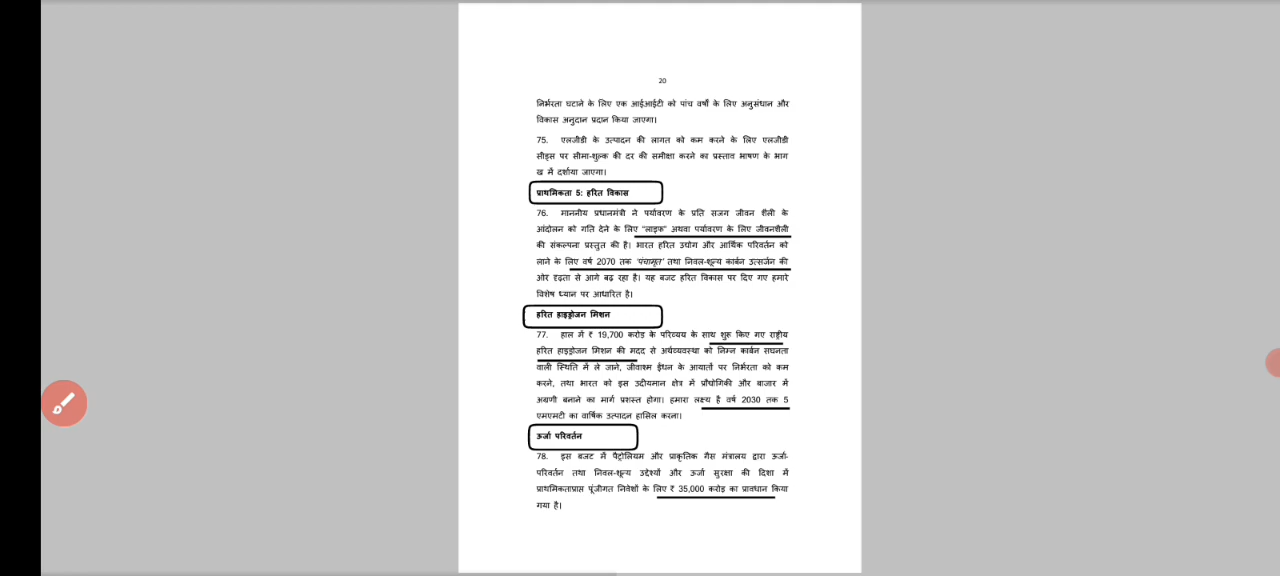 20
निर्भरता घटाने के लिए एक आईआईटी को पांच वर्षों के लिए अनुसंधान और
विकास अनुदान प्रदान किया जाएगा।
75. एलजीडी के उत्पादन की लागत को कम करने के लिए एलजीडी
सीड्स पर सीमा-शुल्क की दर की समीक्षा करने का प्रस्ताव भाषण के भाग
ख में दर्शाया जाएगा।
प्राथमिकता 5: हरित विकास
76. माननीय प्रधानमंत्री ने पर्यावरण के प्रति सजग जीवन शैली के
आंदोलन को गति देने के लिए "लाइफ" अथवा पर्यावरण के लिए जीवनशैली
की संकल्पना प्रस्तुत की है। भारत हरित उद्योग और आर्थिक परिवर्तन को
लाने के लिए वर्ष 2070 तक 'पंचामृत' तथा निवल-शून्य कार्बन उत्सर्जन की
ओर दृढ़ता से आगे बढ़ रहा है। यह बजट हरित विकास पर दिए गए हमारे
विशेष ध्यान पर आधारित है।
हरित हाइड्रोजन मिशन
77. हाल में ₹ 19,700 करोड़ के परिव्यय के साथ शुरू किए गए राष्ट्रीय
हरित हाइड्रोजन मिशन की मदद से अर्थव्यवस्था को निम्न कार्बन सघनता
वाली स्थिति में ले जाने, जीवाश्म ईंधन के आयातों पर निर्भरता को कम
करने, तथा भारत को इस उदीयमान क्षेत्र में प्रौद्योगिकी और बाजार में
अग्रणी बनाने का मार्ग प्रशस्त होगा। हमारा लक्ष्य है वर्ष 2030 तक 5
एमएमटी का वार्षिक उत्पादन हासिल करना।
ऊर्जा परिवर्तन
78. इस बजट में पैट्रोलियम और प्राकृतिक गैस मंत्रालय द्वारा ऊर्जा-
परिवर्तन तथा निवल-शून्य उद्देश्यों और ऊर्जा सुरक्षा की दिशा में
प्राथमिकताप्राप्त पूंजीगत निवेशों के लिए ₹ 35,000 करोड़ का प्रावधान किया
गया है।